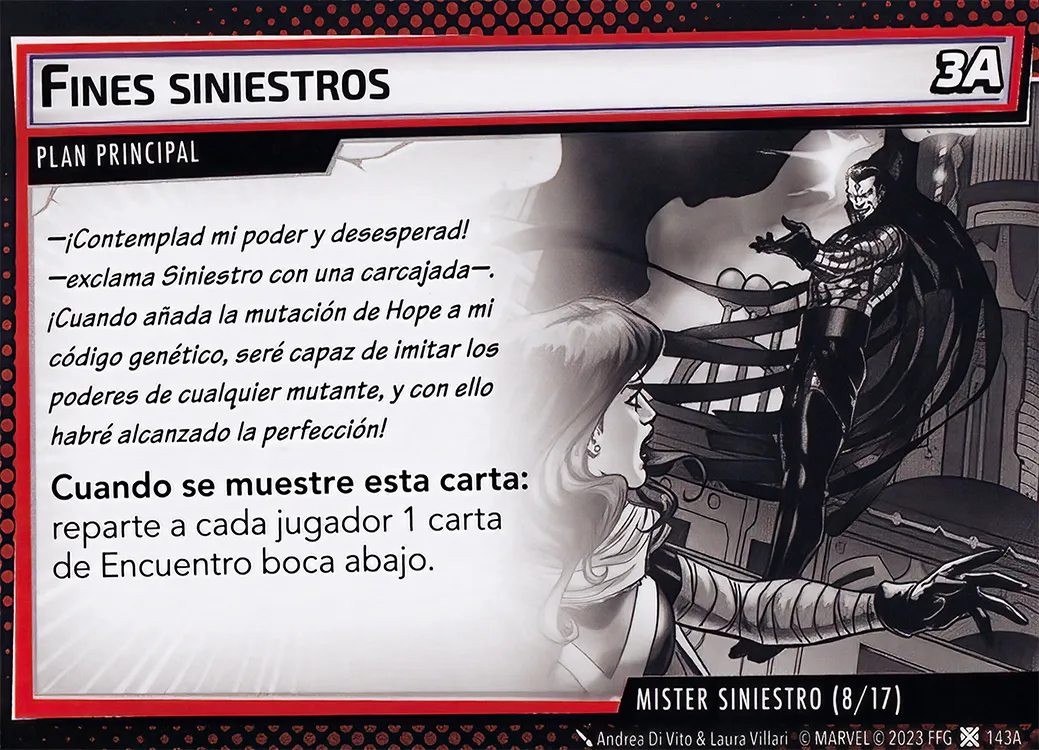 FINES SINIESTROS
3A
PLAN PRINCIPAL
—¡Contemplad mi poder y desesperad!
—exclama Siniestro con una carcajada—.
¡Cuando añada la mutación de Hope a mi
código genético, seré capaz de imitar los
poderes de cualquier mutante, y con ello
habré alcanzado la perfección!
Cuando se muestre esta carta:
reparte a cada jugador 1 carta
de Encuentro boca abajo.
MISTER SINIESTRO (8/17)
Andrea Di Vito & Laura Villari © MARVEL © 2023 FFG 143A